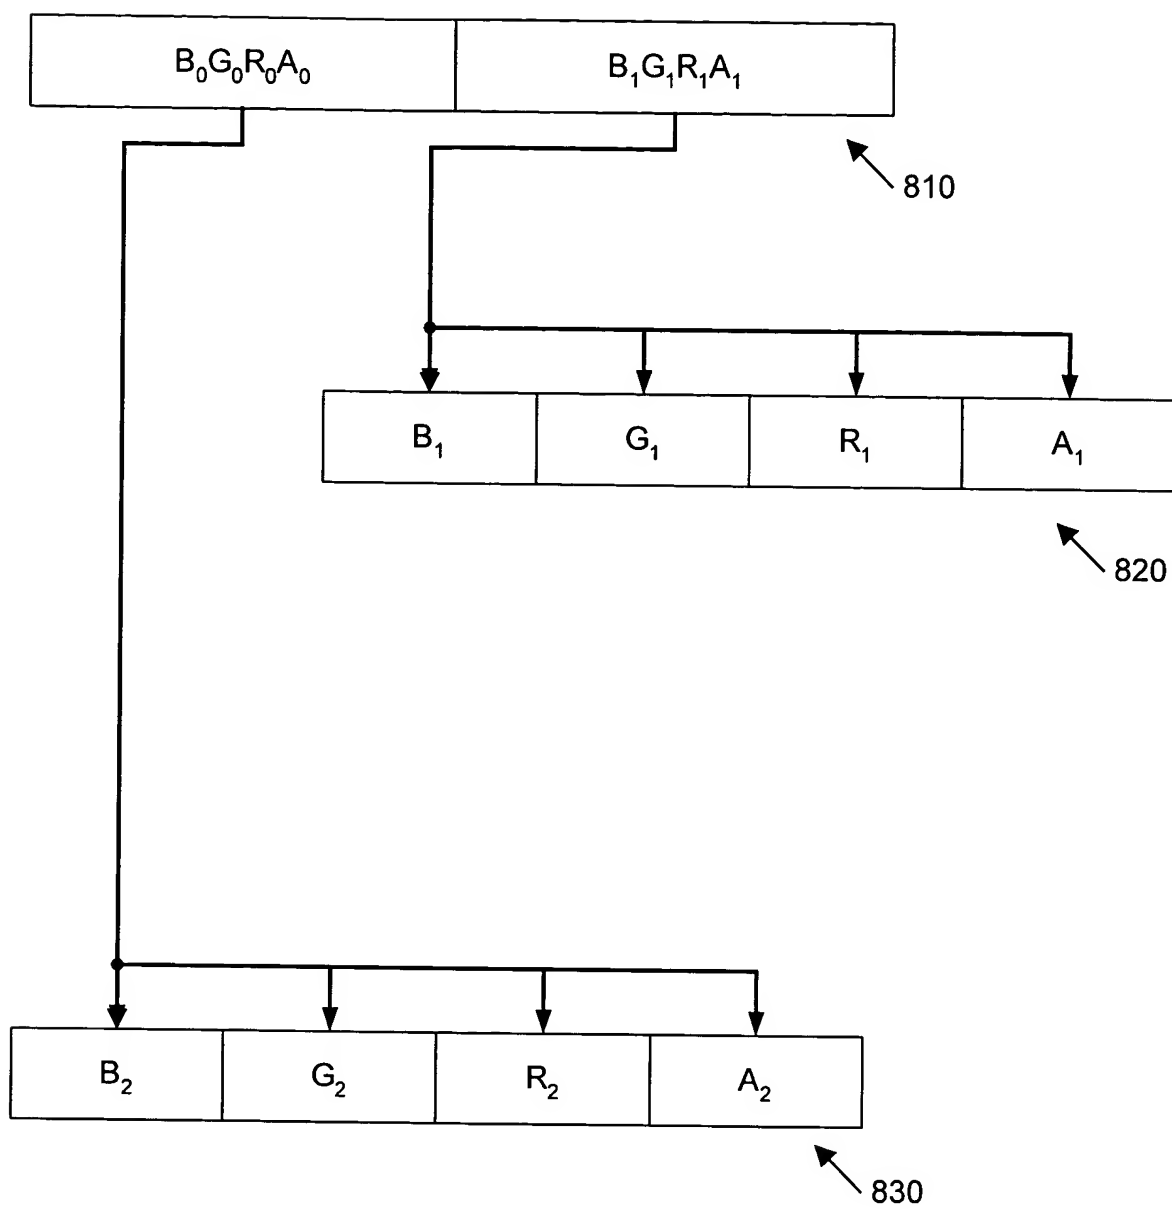 B₀G₀R₀A₀ B₁G₁R₁A₁
810
B₁ G₁ R₁ A₁
820
B₂ G₂ R₂ A₂
830